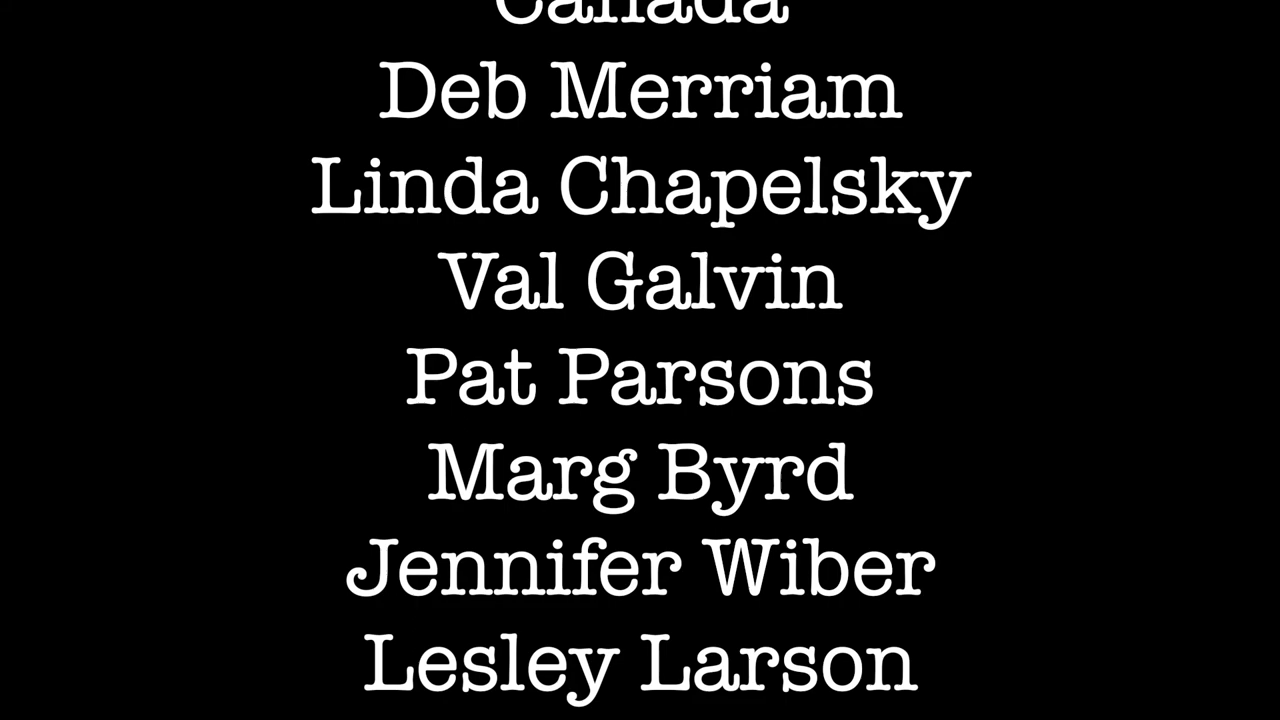 Canada
Deb Merriam
Linda Chapelsky
Val Galvin
Pat Parsons
Marg Byrd
Jennifer Wiber
Lesley Larson